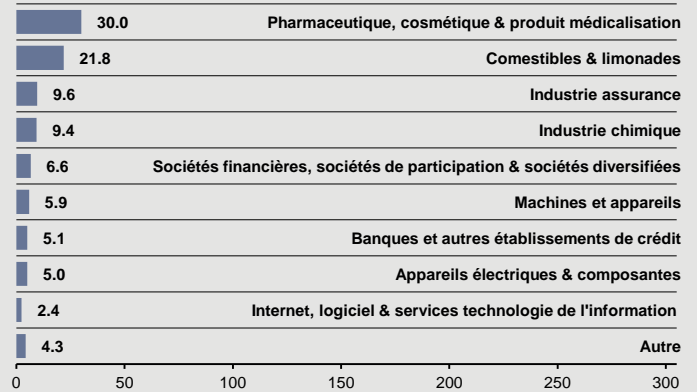 30.0 Pharmaceutique, cosmétique & produit médicalisation
21.8 Comestibles & limonades
9.6 Industrie assurance
9.4 Industrie chimique
6.6 Sociétés financières, sociétés de participation & sociétés diversifiées
5.9 Machines et appareils
5.1 Banques et autres établissements de crédit
5.0 Appareils électriques & composantes
2.4 Internet, logiciel & services technologie de l'information
4.3 Autre
0 50 100 150 200 250 300